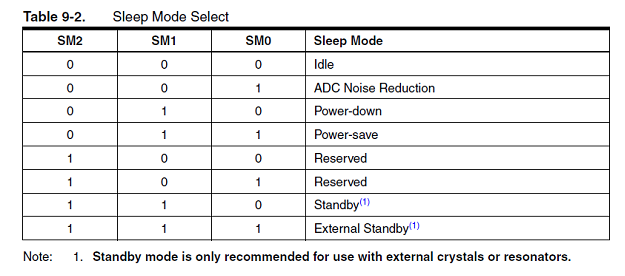 Table 9-2. Sleep Mode Select
SM2 SM1 SM0 Sleep Mode
0 0 0 Idle
0 0 1 ADC Noise Reduction
0 1 0 Power-down
0 1 1 Power-save
1 0 0 Reserved
1 0 1 Reserved
1 1 0 Standby(1)
1 1 1 External Standby(1)
Note: 1. Standby mode is only recommended for use with external crystals or resonators.